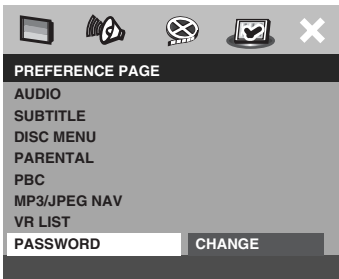 PREFERENCE PAGE
AUDIO
SUBTITLE
DISC MENU
PARENTAL
PBC
MP3/JPEG NAV
VR LIST
PASSWORD CHANGE